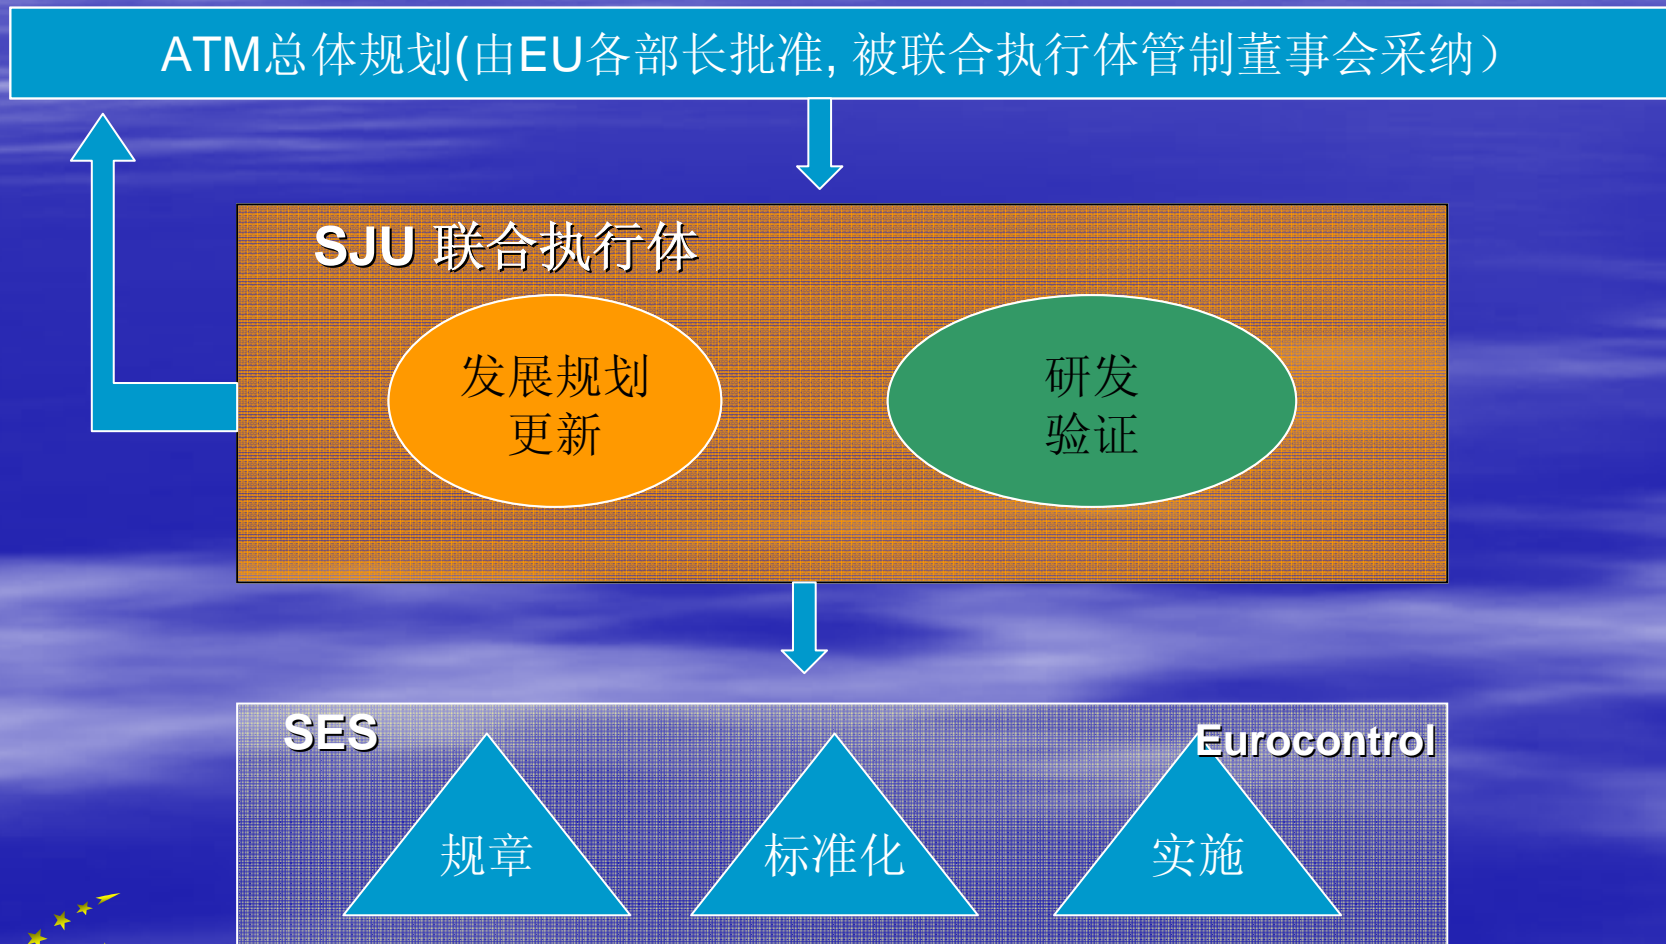 ATM总体规划(由EU各部长批准, 被联合执行体管制董事会采纳）
SJU 联合执行体
发展规划
更新
研发
验证
SES
Eurocontrol
规章
标准化
实施